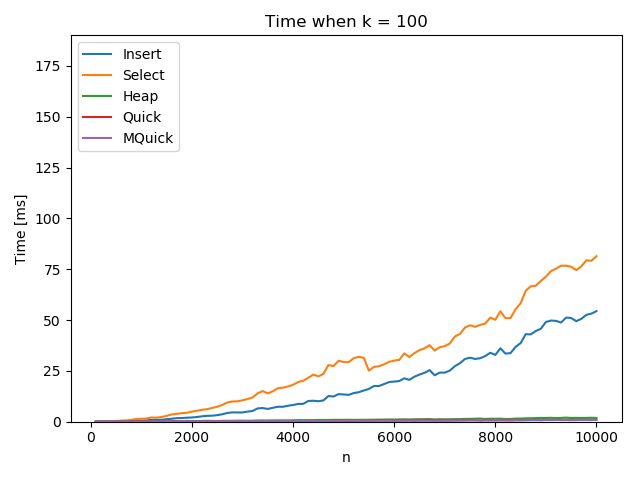 Time when k = 100
Insert
Select
Heap
Quick
MQuick
Time [ms]
175
150
125
100
75
50
25
0
0 2000 4000 6000 8000 10000
n